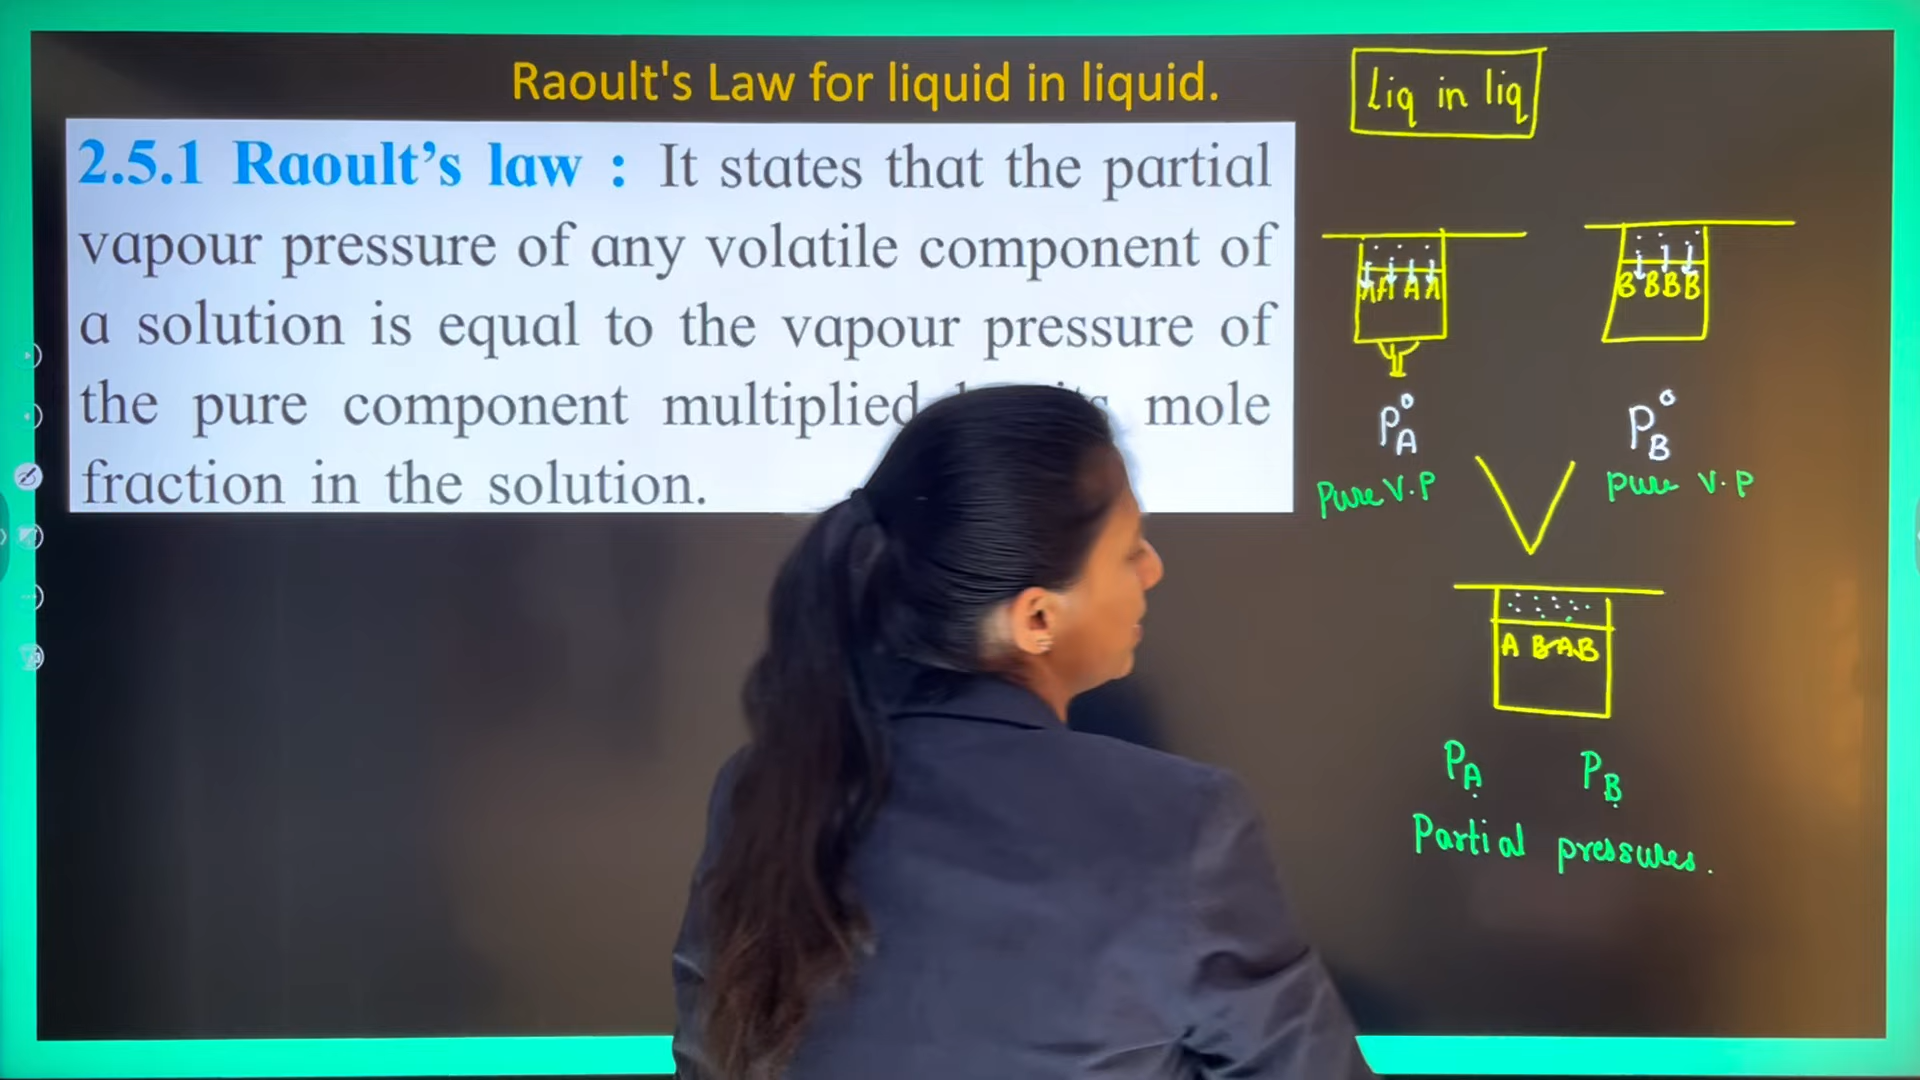 Raoult's Law for liquid in liquid.
Liq in liq
2.5.1 Raoult's law : It states that the partial
vapour pressure of any volatile component of
a solution is equal to the vapour pressure of
the pure component multiplied mole
fraction in the solution.
A A A A
B B B B
P°A
P°B
Pure V.P
pure V.P
A B A B
PA PB
Partial pressures.